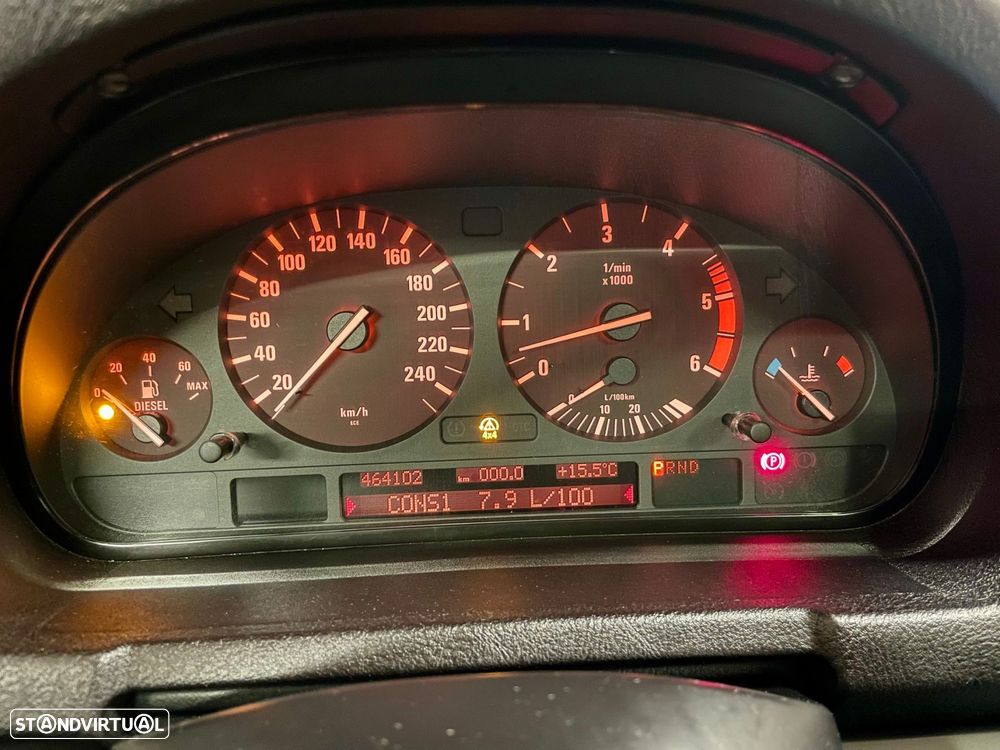 20 40 60 80 100 120 140 160 180 200 220 240
km/h
ECE
0 1 2 3 4 5 6
1/min
x1000
0 10 20
L/100km
0 20 40 60
MAX
DIESEL
4x4
DTC
464102 km 000.0 +15.5°C
CONS1 7.9 L/100
PRND
(P)
STANDVIRTUAL